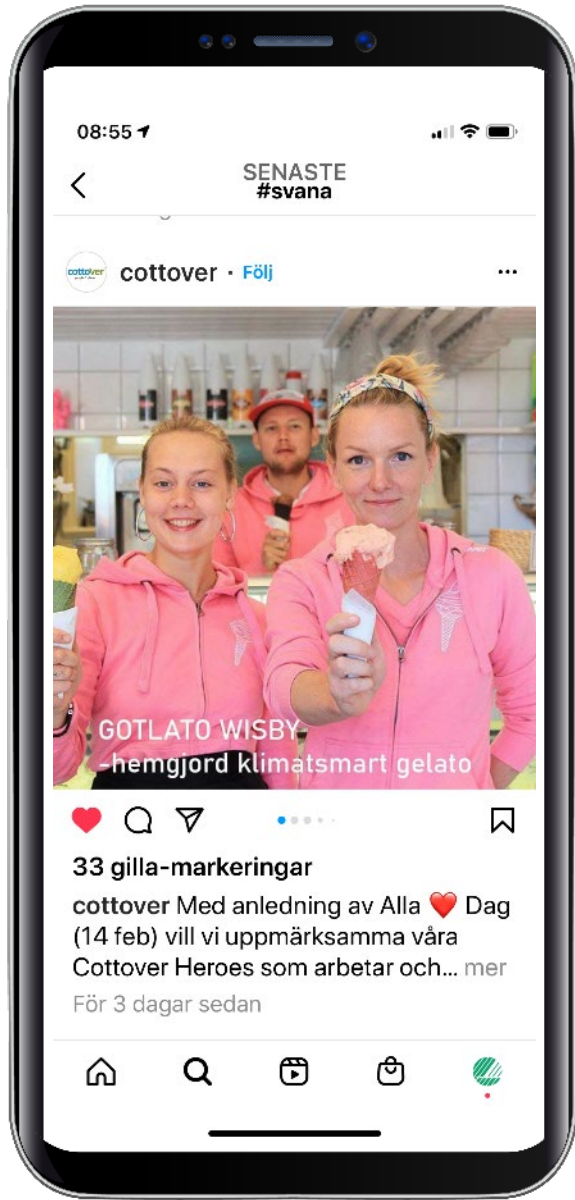 08:55
SENASTE
#svana
cottover
cottover · Följ
GOTLATO WISBY
-hemgjord klimatsmart gelato
33 gilla-markeringar
cottover Med anledning av Alla ❤️ Dag
(14 feb) vill vi uppmärksamma våra
Cottover Heroes som arbetar och... mer
För 3 dagar sedan